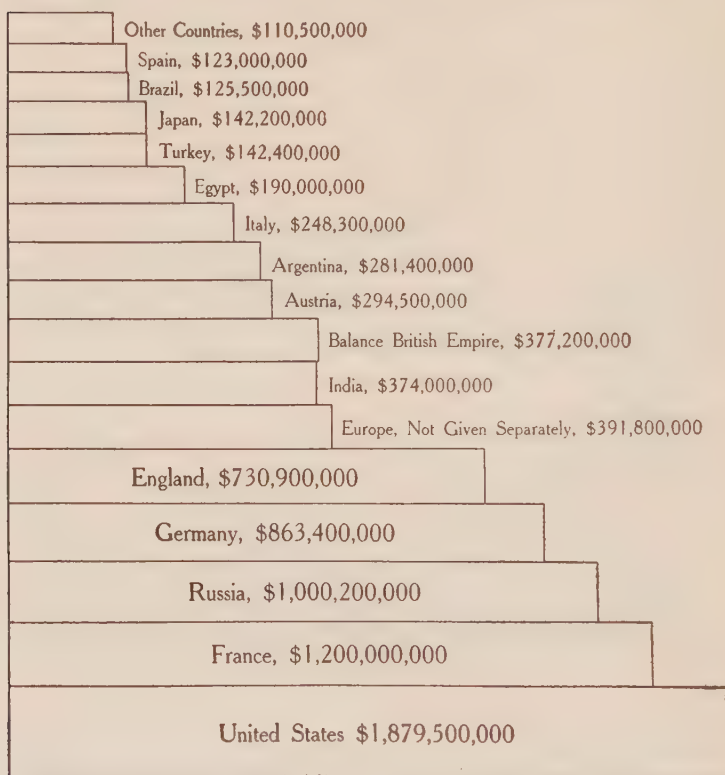 Other Countries, $110,500,000
Spain, $123,000,000
Brazil, $125,500,000
Japan, $142,200,000
Turkey, $142,400,000
Egypt, $190,000,000
Italy, $248,300,000
Argentina, $281,400,000
Austria, $294,500,000
Balance British Empire, $377,200,000
India, $374,000,000
Europe, Not Given Separately, $391,800,000
England, $730,900,000
Germany, $863,400,000
Russia, $1,000,200,000
France, $1,200,000,000
United States $1,879,500,000